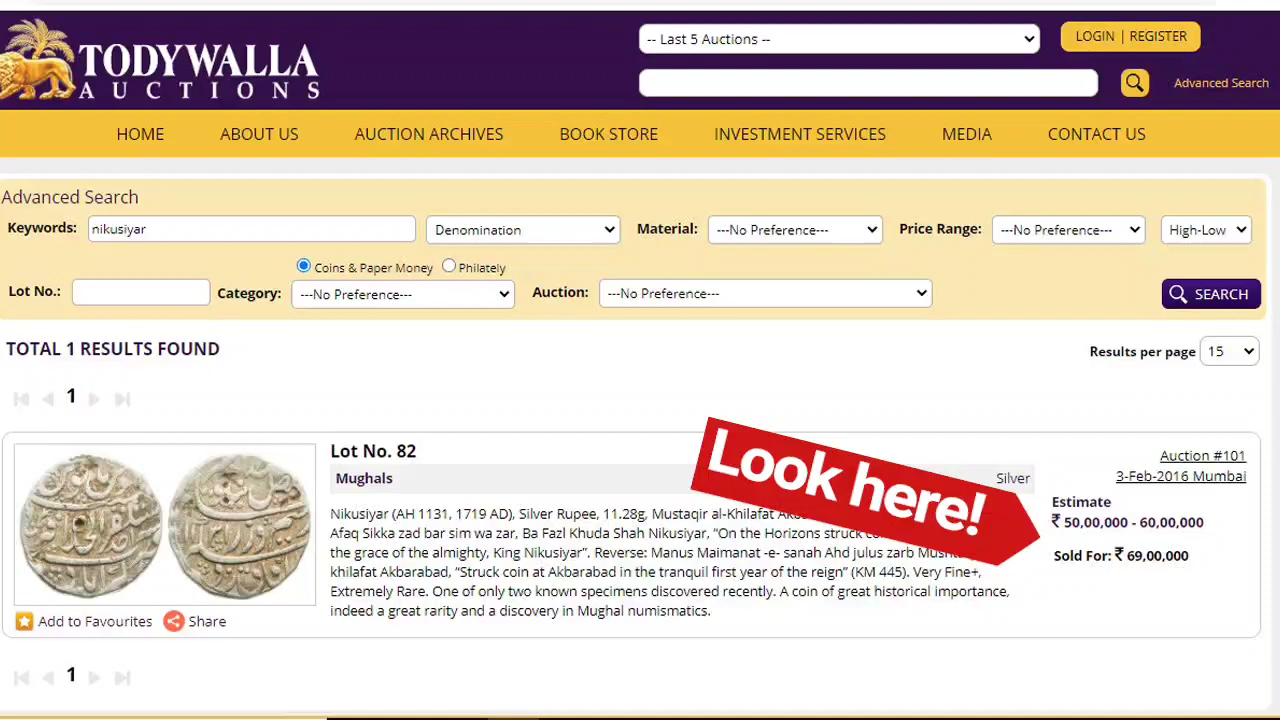 TODYWALLA
AUCTIONS
-- Last 5 Auctions --
LOGIN | REGISTER
Advanced Search
HOME
ABOUT US
AUCTION ARCHIVES
BOOK STORE
INVESTMENT SERVICES
MEDIA
CONTACT US
Advanced Search
Keywords: nikusiyar
Denomination
Material: ---No Preference---
Price Range: ---No Preference---
High-Low
Coins & Paper Money Philately
Lot No.:
Category: ---No Preference---
Auction: ---No Preference---
SEARCH
TOTAL 1 RESULTS FOUND
Results per page 15
1
Lot No. 82
Mughals
Silver
Nikusiyar (AH 1131, 1719 AD), Silver Rupee, 11.28g, Mustaqir al-Khilafat
Afaq Sikka zad bar sim wa zar, Ba Fazl Khuda Shah Nikusiyar, “On the Horizons struck
the grace of the almighty, King Nikusiyar”. Reverse: Manus Maimanat -e- sanah Ahd julus zarb
khilafat Akbarabad, “Struck coin at Akbarabad in the tranquil first year of the reign” (KM 445). Very Fine+,
Extremely Rare. One of only two known specimens discovered recently. A coin of great historical importance,
indeed a great rarity and a discovery in Mughal numismatics.
Look here!
Auction #101
3-Feb-2016 Mumbai
Estimate
₹ 50,00,000 - 60,00,000
Sold For: ₹ 69,00,000
Add to Favourites Share
1